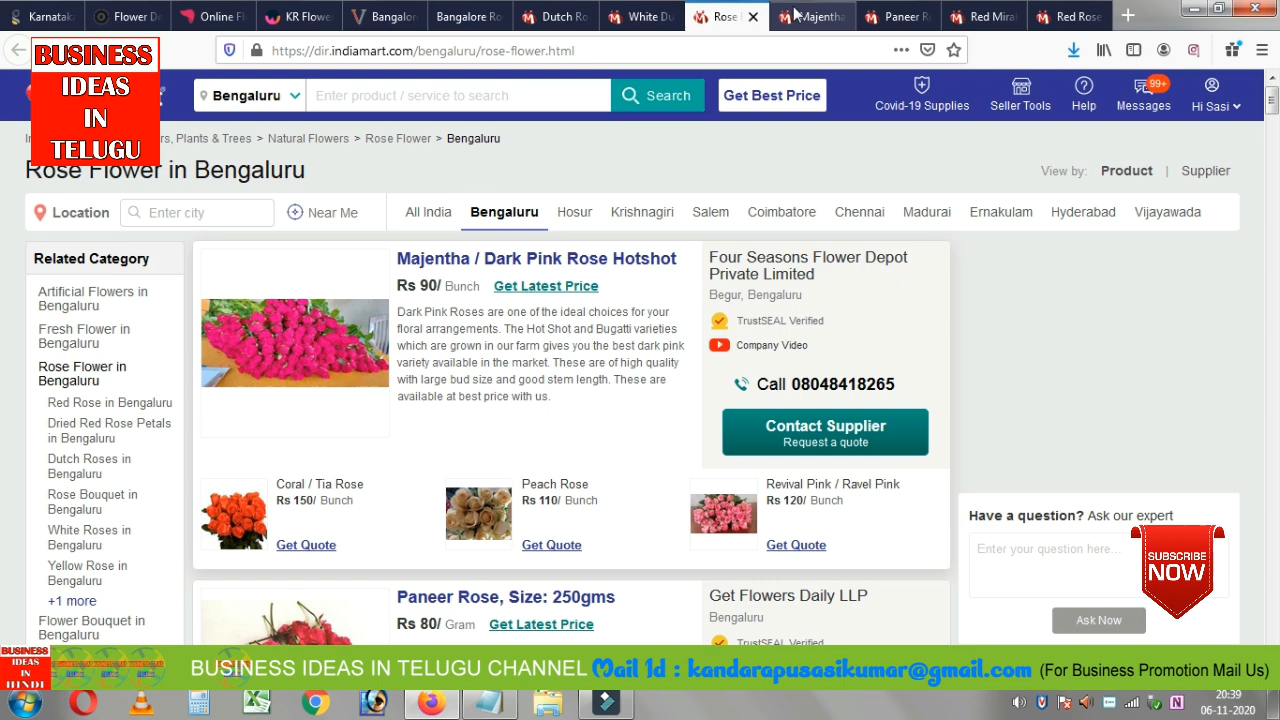 Karnatak
Flower De
Online Fl
KR Flower
Bangalon
Bangalore Ro
Dutch Ro
White Du
Rose
Majentha
Paneer R
Red Mira
Red Rose
https://dir.indiamart.com/bengaluru/rose-flower.html
BUSINESS
IDEAS
IN
TELUGU
Bengaluru
Enter product / service to search
Search
Get Best Price
Covid-19 Supplies
Seller Tools
Help
99+
Messages
Hi Sasi
rs, Plants & Trees > Natural Flowers > Rose Flower > Bengaluru
Rose Flower in Bengaluru
View by: Product | Supplier
Location
Enter city
Near Me
All India
Bengaluru
Hosur
Krishnagiri
Salem
Coimbatore
Chennai
Madurai
Ernakulam
Hyderabad
Vijayawada
Related Category
Artificial Flowers in
Bengaluru
Fresh Flower in
Bengaluru
Rose Flower in
Bengaluru
Red Rose in Bengaluru
Dried Red Rose Petals
in Bengaluru
Dutch Roses in
Bengaluru
Rose Bouquet in
Bengaluru
White Roses in
Bengaluru
Yellow Rose in
Bengaluru
+1 more
Flower Bouquet in
Bengaluru
Majentha / Dark Pink Rose Hotshot
Rs 90/ Bunch Get Latest Price
Dark Pink Roses are one of the ideal choices for your
floral arrangements. The Hot Shot and Bugatti varieties
which are grown in our farm gives you the best dark pink
variety available in the market. These are of high quality
with large bud size and good stem length. These are
available at best price with us.
Four Seasons Flower Depot
Private Limited
Begur, Bengaluru
TrustSEAL Verified
Company Video
Call 08048418265
Contact Supplier
Request a quote
Coral / Tia Rose
Rs 150/ Bunch
Get Quote
Peach Rose
Rs 110/ Bunch
Get Quote
Revival Pink / Ravel Pink
Rs 120/ Bunch
Get Quote
Have a question? Ask our expert
Enter your question here...
Ask Now
SUBSCRIBE
NOW
Paneer Rose, Size: 250gms
Rs 80/ Gram Get Latest Price
Get Flowers Daily LLP
Bengaluru
TrustSEAL Verified
BUSINESS
IDEAS
IN
HINDI
BUSINESS IDEAS IN TELUGU CHANNEL Mail Id : kandarapusasikumar@gmail.com (For Business Promotion Mail Us)
20:39
06-11-2020